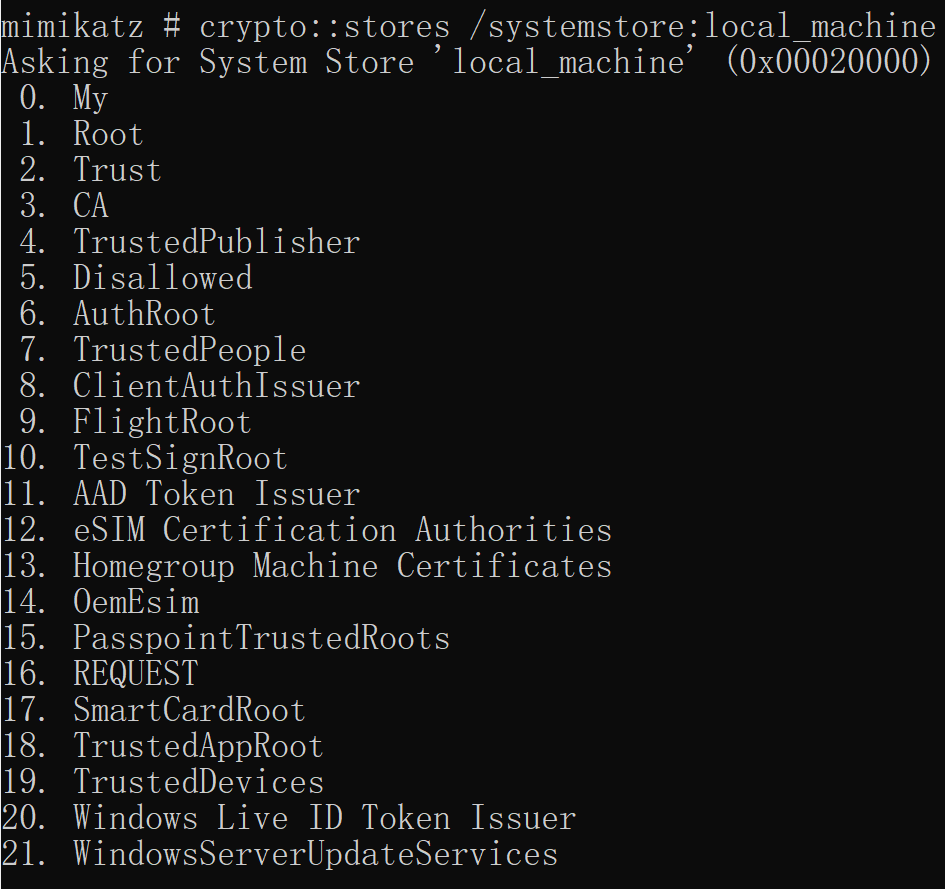 mimikatz # crypto::stores /systemstore:local_machine
Asking for System Store 'local_machine' (0x00020000)
 0. My
 1. Root
 2. Trust
 3. CA
 4. TrustedPublisher
 5. Disallowed
 6. AuthRoot
 7. TrustedPeople
 8. ClientAuthIssuer
 9. FlightRoot
10. TestSignRoot
11. AAD Token Issuer
12. eSIM Certification Authorities
13. Homegroup Machine Certificates
14. OemEsim
15. PasspointTrustedRoots
16. REQUEST
17. SmartCardRoot
18. TrustedAppRoot
19. TrustedDevices
20. Windows Live ID Token Issuer
21. WindowsServerUpdateServices